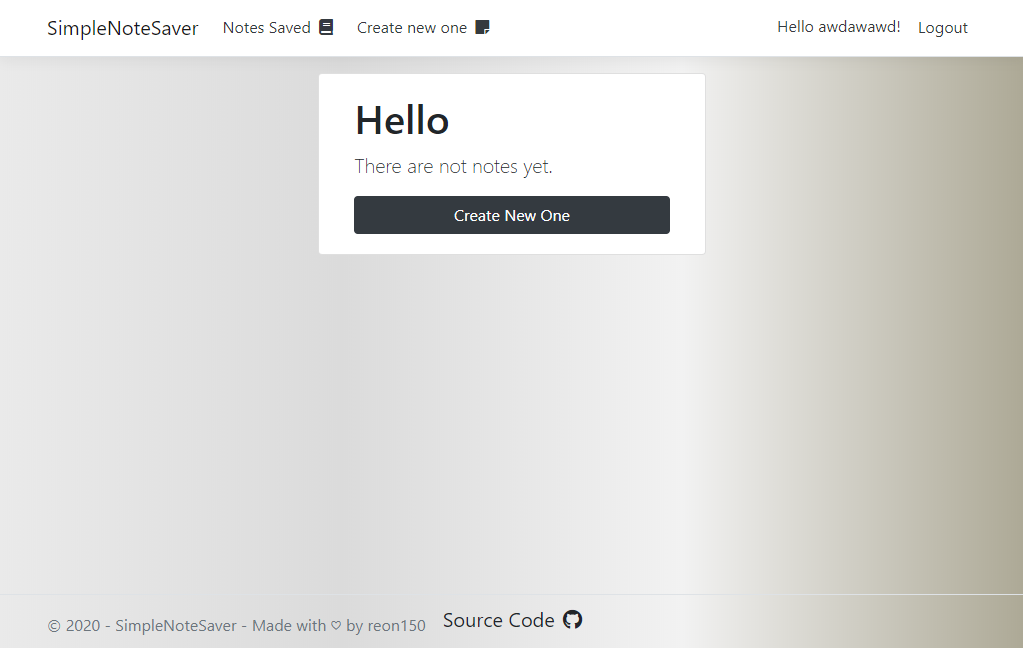 SimpleNoteSaver Notes Saved Create new one Hello awdawawd! Logout
Hello
There are not notes yet.
Create New One
© 2020 - SimpleNoteSaver - Made with ♡ by reon150 Source Code